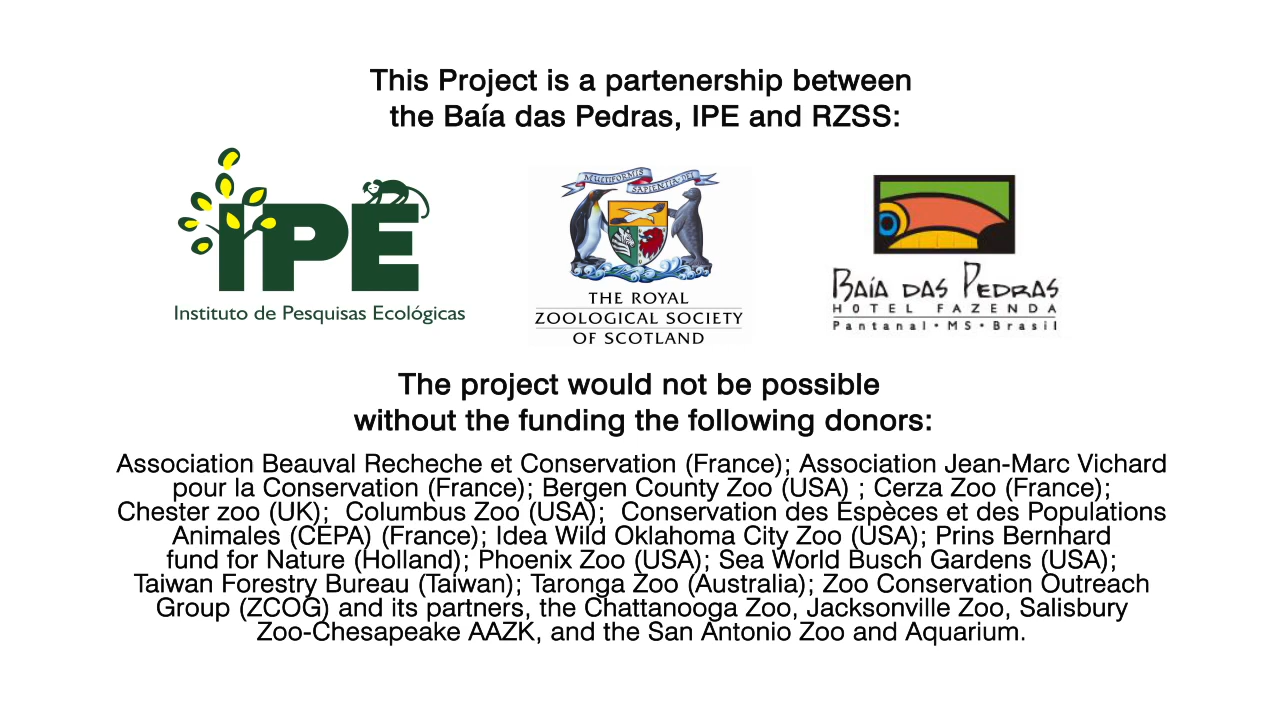 This Project is a partenership between
the Baía das Pedras, IPE and RZSS:
IPE
Instituto de Pesquisas Ecológicas
MULTIFORMIS
SAPIENTIA DEI
THE ROYAL
ZOOLOGICAL SOCIETY
OF SCOTLAND
BAÍA DAS PEDRAS
HOTEL FAZENDA
Pantanal • MS • Brasil
The project would not be possible
without the funding the following donors:
Association Beauval Recheche et Conservation (France); Association Jean-Marc Vichard
pour la Conservation (France); Bergen County Zoo (USA) ; Cerza Zoo (France);
Chester zoo (UK);  Columbus Zoo (USA);  Conservation des Espèces et des Populations
Animales (CEPA) (France); Idea Wild Oklahoma City Zoo (USA); Prins Bernhard
fund for Nature (Holland); Phoenix Zoo (USA); Sea World Busch Gardens (USA);
Taiwan Forestry Bureau (Taiwan); Taronga Zoo (Australia); Zoo Conservation Outreach
Group (ZCOG) and its partners, the Chattanooga Zoo, Jacksonville Zoo, Salisbury
Zoo-Chesapeake AAZK, and the San Antonio Zoo and Aquarium.